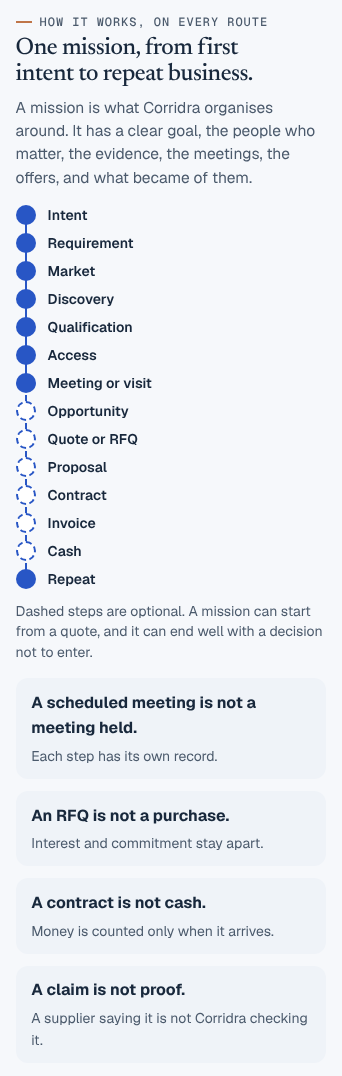 HOW IT WORKS, ON EVERY ROUTE
One mission, from first
intent to repeat business.
A mission is what Corridra organises
around. It has a clear goal, the people who
matter, the evidence, the meetings, the
offers, and what became of them.
Intent
Requirement
Market
Discovery
Qualification
Access
Meeting or visit
Opportunity
Quote or RFQ
Proposal
Contract
Invoice
Cash
Repeat
Dashed steps are optional. A mission can start
from a quote, and it can end well with a decision
not to enter.
A scheduled meeting is not a
meeting held.
Each step has its own record.
An RFQ is not a purchase.
Interest and commitment stay apart.
A contract is not cash.
Money is counted only when it arrives.
A claim is not proof.
A supplier saying it is not Corridra checking
it.